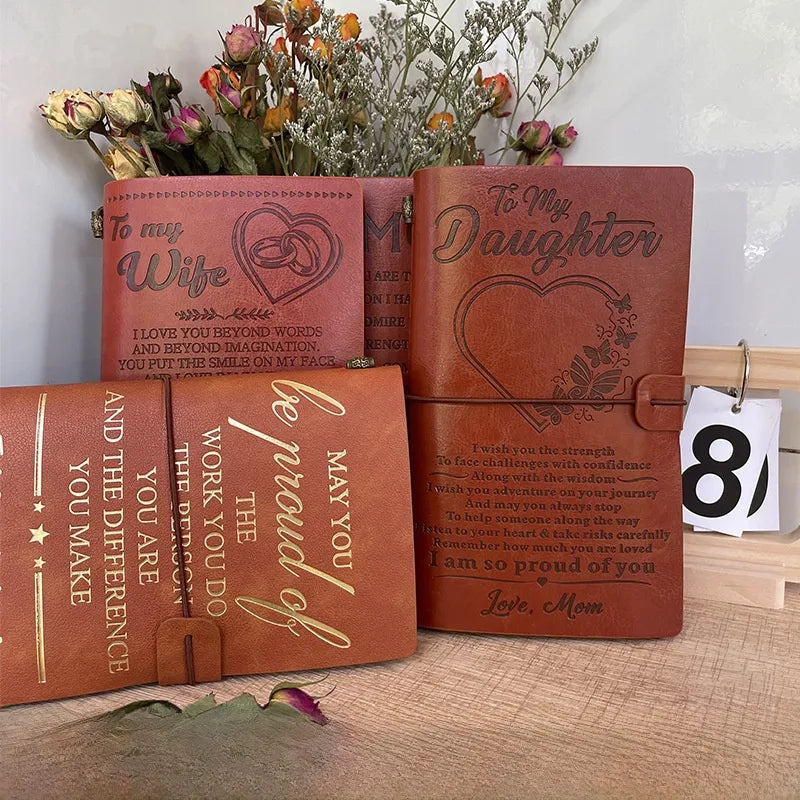 To my
Wife
I LOVE YOU BEYOND WORDS
AND BEYOND IMAGINATION.
YOU PUT THE SMILE ON MY FACE
To My
Daughter
I wish you the strength
To face challenges with confidence
Along with the wisdom
I wish you adventure on your journey
And may you always stop
To help someone along the way
Listen to your heart & take risks carefully
Remember how much you are loved
I am so proud of you
Love, Mom
MAY YOU
be proud of
THE
WORK YOU DO
THE PERSON
YOU ARE
AND THE DIFFERENCE
YOU MAKE
8